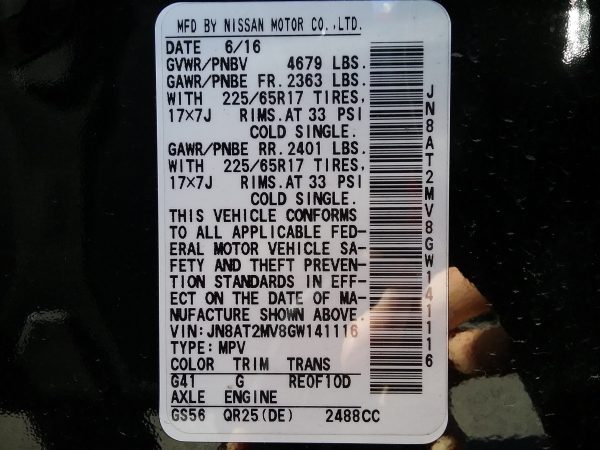 MFD BY NISSAN MOTOR CO.,LTD.
DATE 6/16
GVWR/PNBV 4679 LBS.
GAWR/PNBE FR. 2363 LBS.
WITH 225/65R17 TIRES,
17×7J RIMS.AT 33 PSI
COLD SINGLE.
GAWR/PNBE RR. 2401 LBS.
WITH 225/65R17 TIRES,
17×7J RIMS.AT 33 PSI
COLD SINGLE.
THIS VEHICLE CONFORMS
TO ALL APPLICABLE FED-
ERAL MOTOR VEHICLE SA-
FETY AND THEFT PREVEN-
TION STANDARDS IN EFF-
ECT ON THE DATE OF MA-
NUFACTURE SHOWN ABOVE.
VIN:JN8AT2MV8GW141116
TYPE:MPV
COLOR TRIM TRANS
G41 G RE0F10D
AXLE ENGINE
GS56 QR25(DE) 2488CC
JN8AT2MV8GW141116